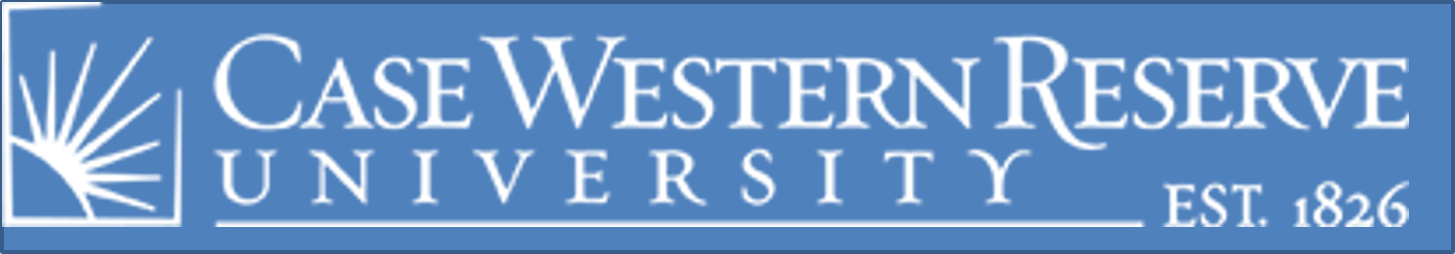 CASE WESTERN RESERVE
UNIVERSITY
EST. 1826